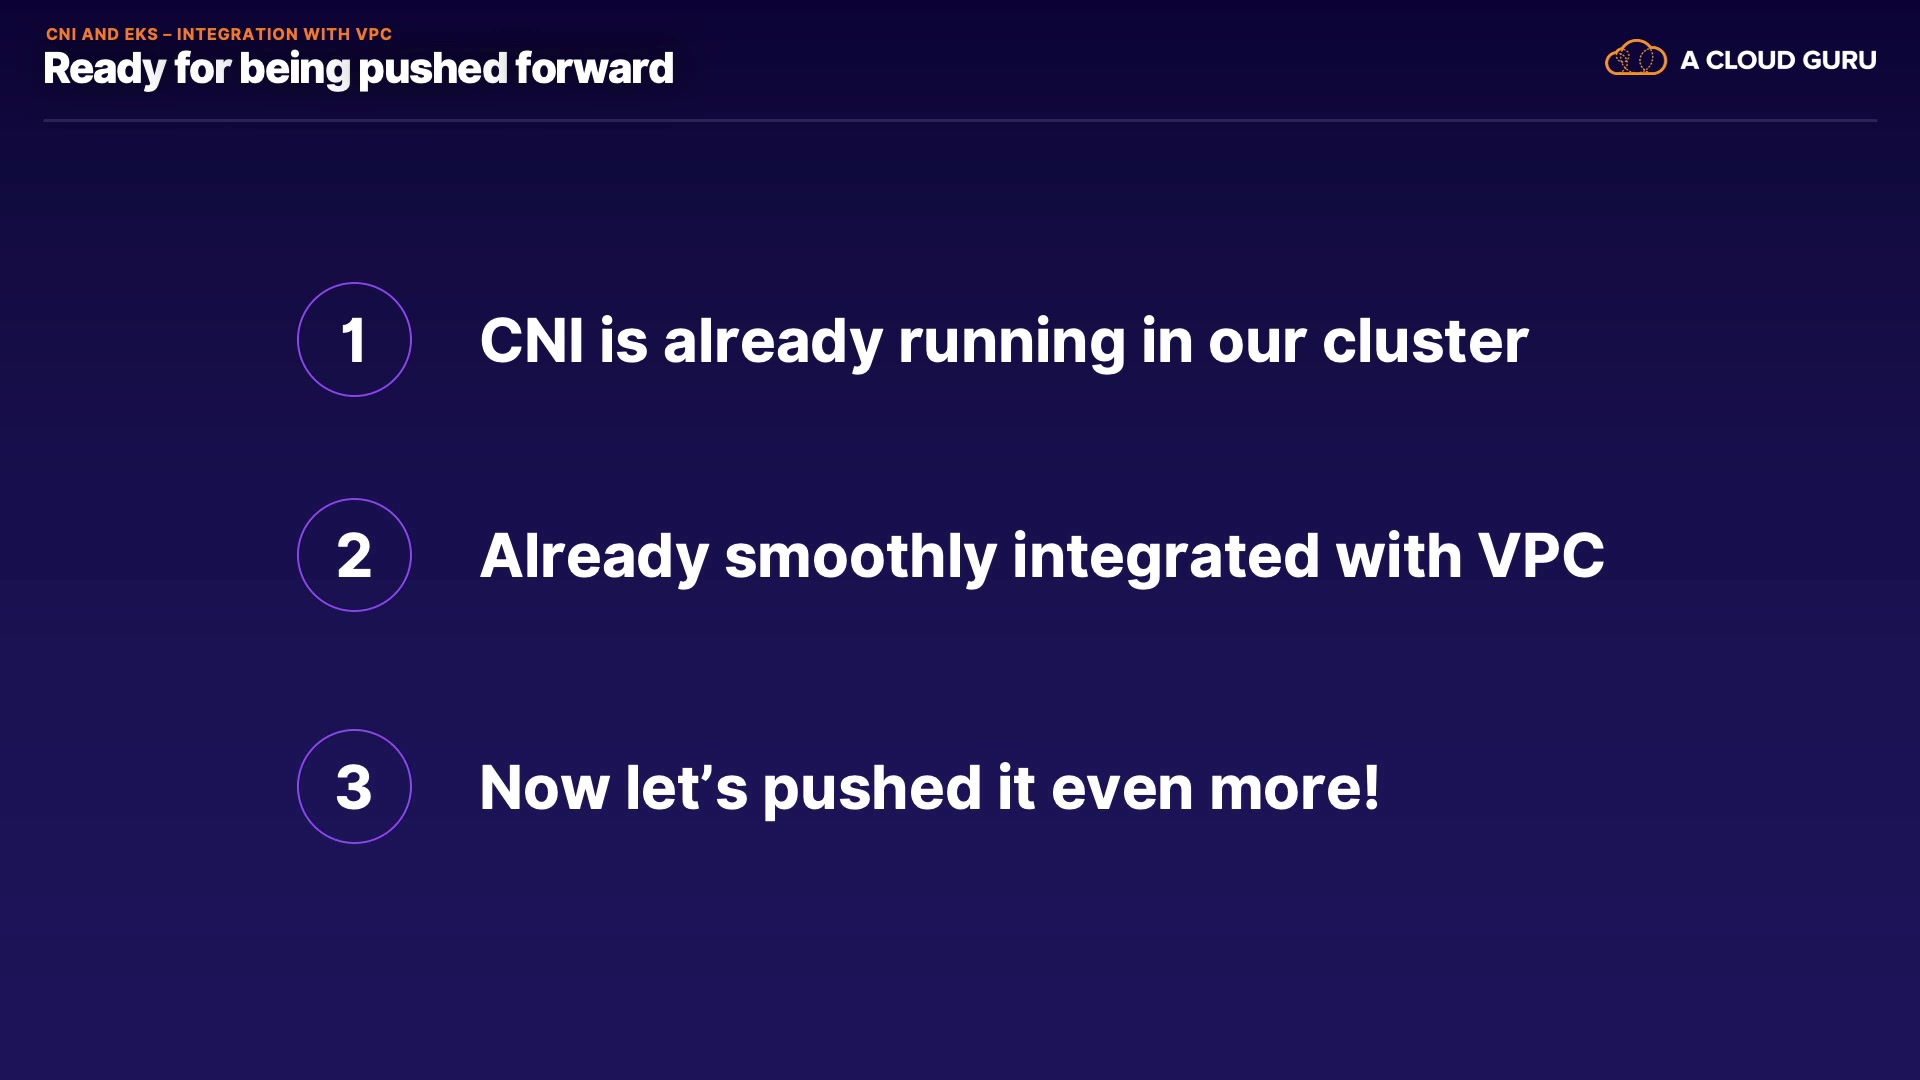 CNI AND EKS – INTEGRATION WITH VPC
Ready for being pushed forward
A CLOUD GURU
1 CNI is already running in our cluster
2 Already smoothly integrated with VPC
3 Now let’s pushed it even more!